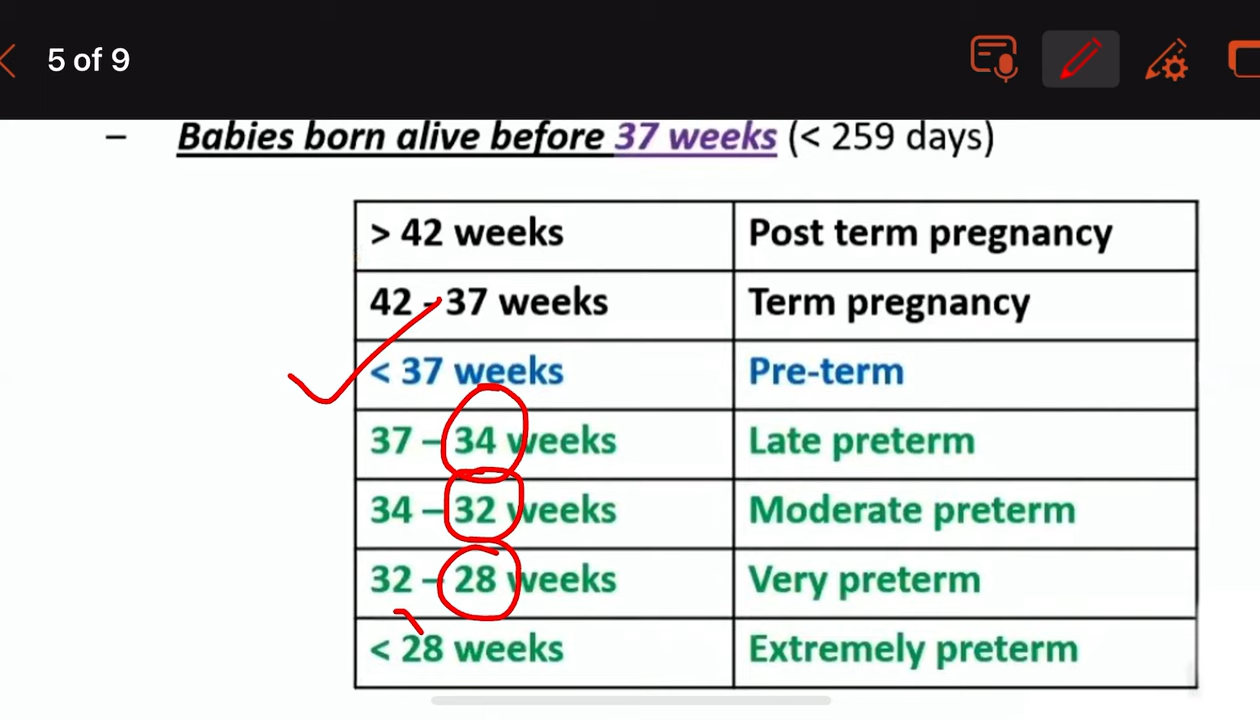 5 of 9
– Babies born alive before 37 weeks (< 259 days)
> 42 weeks Post term pregnancy
42 - 37 weeks Term pregnancy
< 37 weeks Pre-term
37 – 34 weeks Late preterm
34 – 32 weeks Moderate preterm
32 – 28 weeks Very preterm
< 28 weeks Extremely preterm